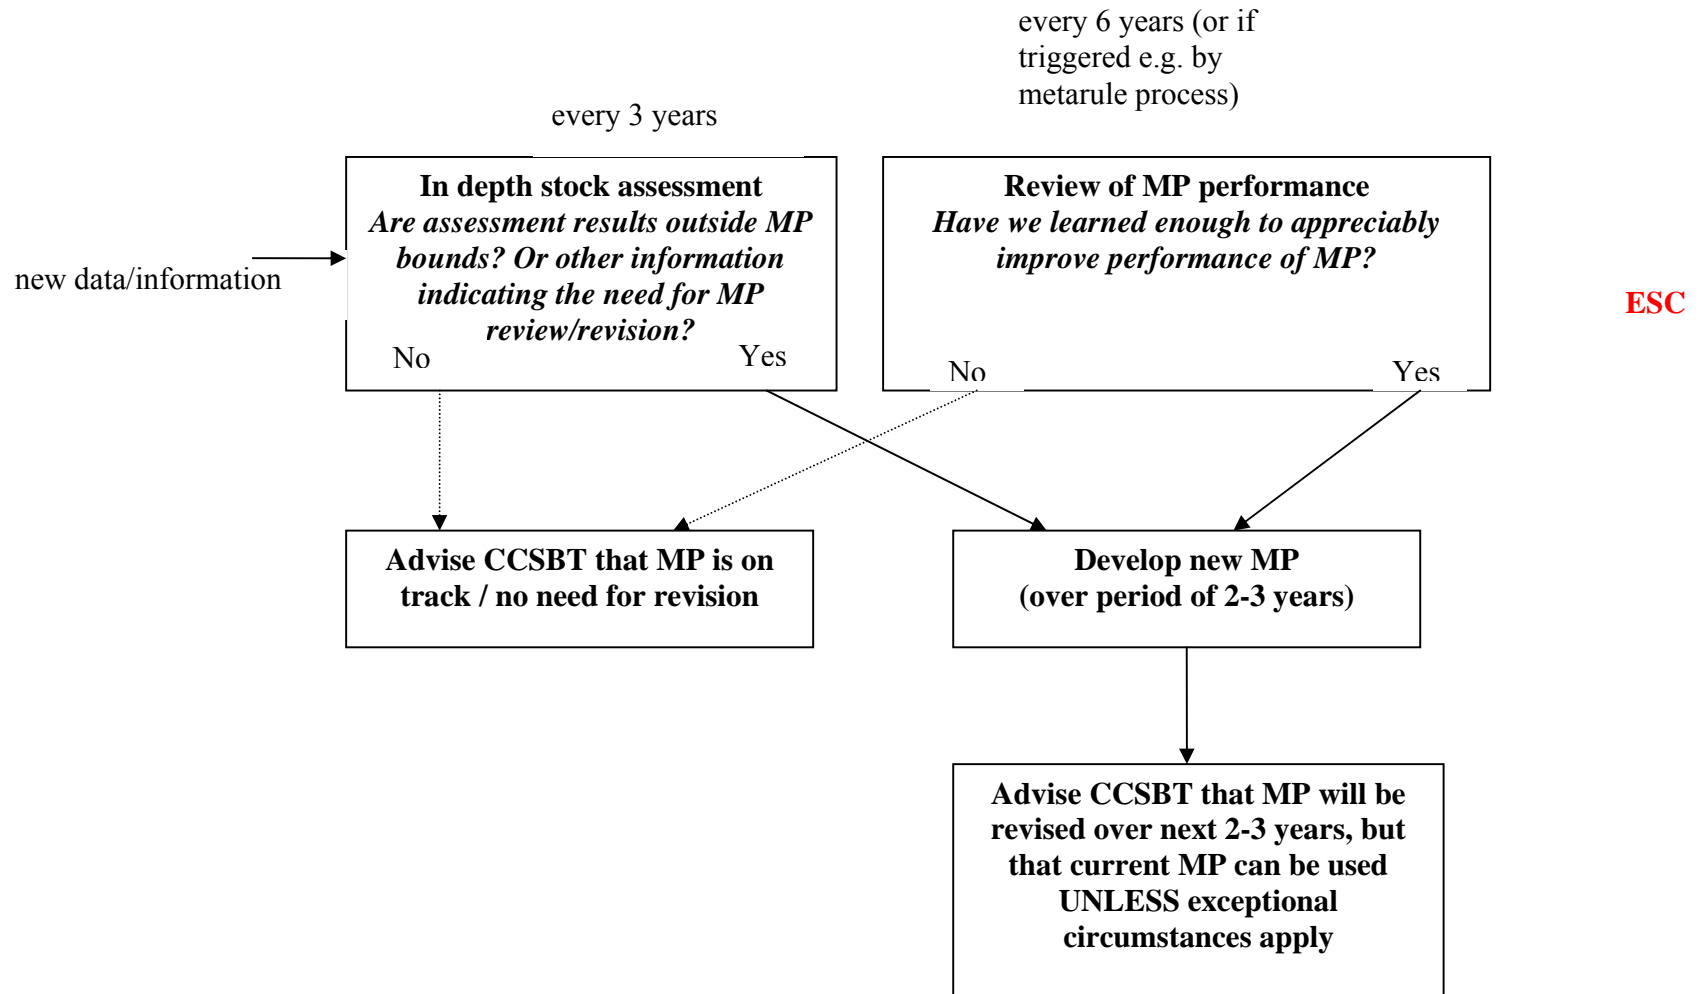 every 6 years (or if
triggered e.g. by
metarule process)
every 3 years
In depth stock assessment
Are assessment results outside MP
bounds? Or other information
indicating the need for MP
review/revision?
No
Yes
Review of MP performance
Have we learned enough to appreciably
improve performance of MP?
No
Yes
new data/information
ESC
Advise CCSBT that MP is on
track / no need for revision
Develop new MP
(over period of 2-3 years)
Advise CCSBT that MP will be
revised over next 2-3 years, but
that current MP can be used
UNLESS exceptional
circumstances apply